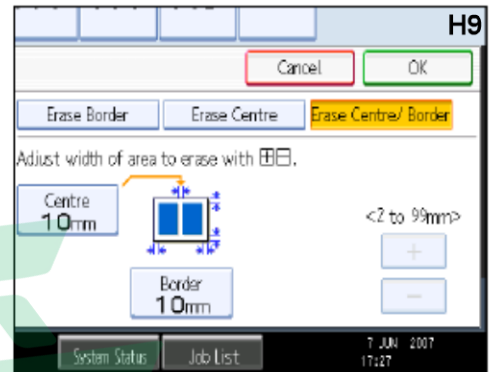 H9
Cancel OK
Erase Border Erase Centre Erase Centre/ Border
Adjust width of area to erase with ⊞⊟.
Centre
10mm
<2 to 99mm>
+
Border
10mm
−
System Status Job List
7 JUN 2007
17:27